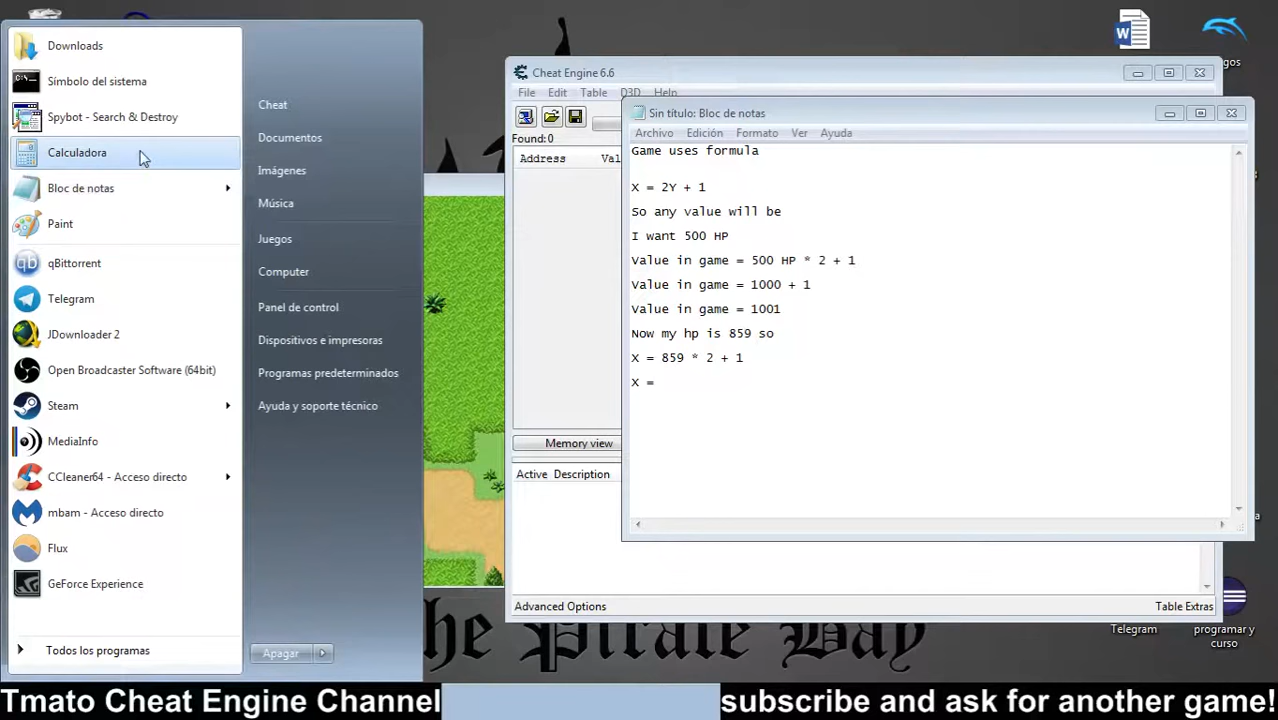 Downloads
Símbolo del sistema
Spybot - Search & Destroy
Calculadora
Bloc de notas
Paint
qBittorrent
Telegram
JDownloader 2
Open Broadcaster Software (64bit)
Steam
MediaInfo
CCleaner64 - Acceso directo
mbam - Acceso directo
Flux
GeForce Experience
Todos los programas
Cheat
Documentos
Imágenes
Música
Juegos
Computer
Panel de control
Dispositivos e impresoras
Programas predeterminados
Ayuda y soporte técnico
Apagar
Cheat Engine 6.6
File Edit Table D3D Help
Found:0
Address Val
Memory view
Active Description
Advanced Options
Table Extras
Sin título: Bloc de notas
Archivo Edición Formato Ver Ayuda
Game uses formula
X = 2Y + 1
So any value will be
I want 500 HP
Value in game = 500 HP * 2 + 1
Value in game = 1000 + 1
Value in game = 1001
Now my hp is 859 so
X = 859 * 2 + 1
X =
Telegram
programar y
curso
he Pirate Bay
Tmato Cheat Engine Channel
subscribe and ask for another game!